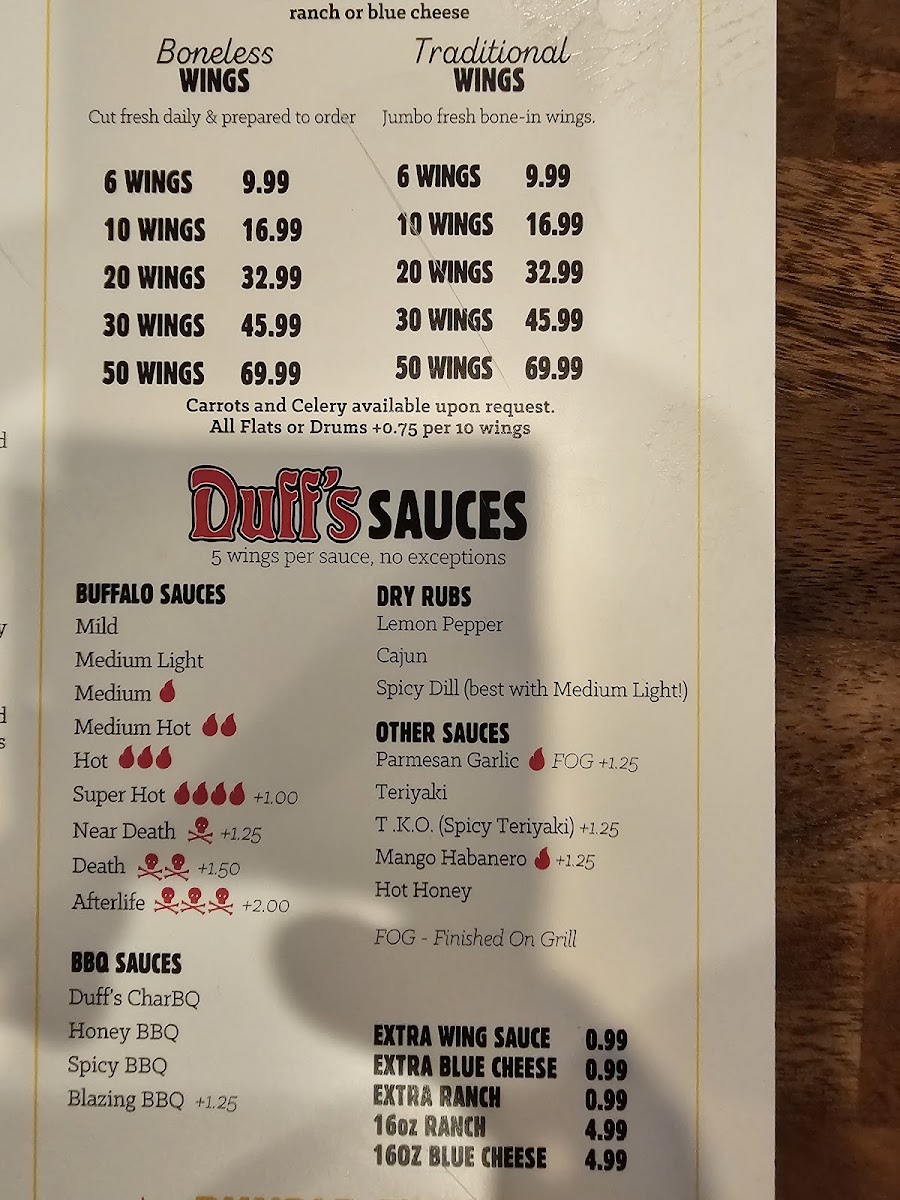 ranch or blue cheese
Boneless
WINGS
Cut fresh daily & prepared to order
6 WINGS 9.99
10 WINGS 16.99
20 WINGS 32.99
30 WINGS 45.99
50 WINGS 69.99
Traditional
WINGS
Jumbo fresh bone-in wings.
6 WINGS 9.99
10 WINGS 16.99
20 WINGS 32.99
30 WINGS 45.99
50 WINGS 69.99
Carrots and Celery available upon request.
All Flats or Drums +0.75 per 10 wings
Duff's SAUCES
5 wings per sauce, no exceptions
BUFFALO SAUCES
Mild
Medium Light
Medium
Medium Hot
Hot
Super Hot +1.00
Near Death +1.25
Death +1.50
Afterlife +2.00
BBQ SAUCES
Duff's CharBQ
Honey BBQ
Spicy BBQ
Blazing BBQ +1.25
DRY RUBS
Lemon Pepper
Cajun
Spicy Dill (best with Medium Light!)
OTHER SAUCES
Parmesan Garlic FOG +1.25
Teriyaki
T .K.O. (Spicy Teriyaki) +1.25
Mango Habanero +1.25
Hot Honey
FOG - Finished On Grill
EXTRA WING SAUCE 0.99
EXTRA BLUE CHEESE 0.99
EXTRA RANCH 0.99
16oz RANCH 4.99
16OZ BLUE CHEESE 4.99